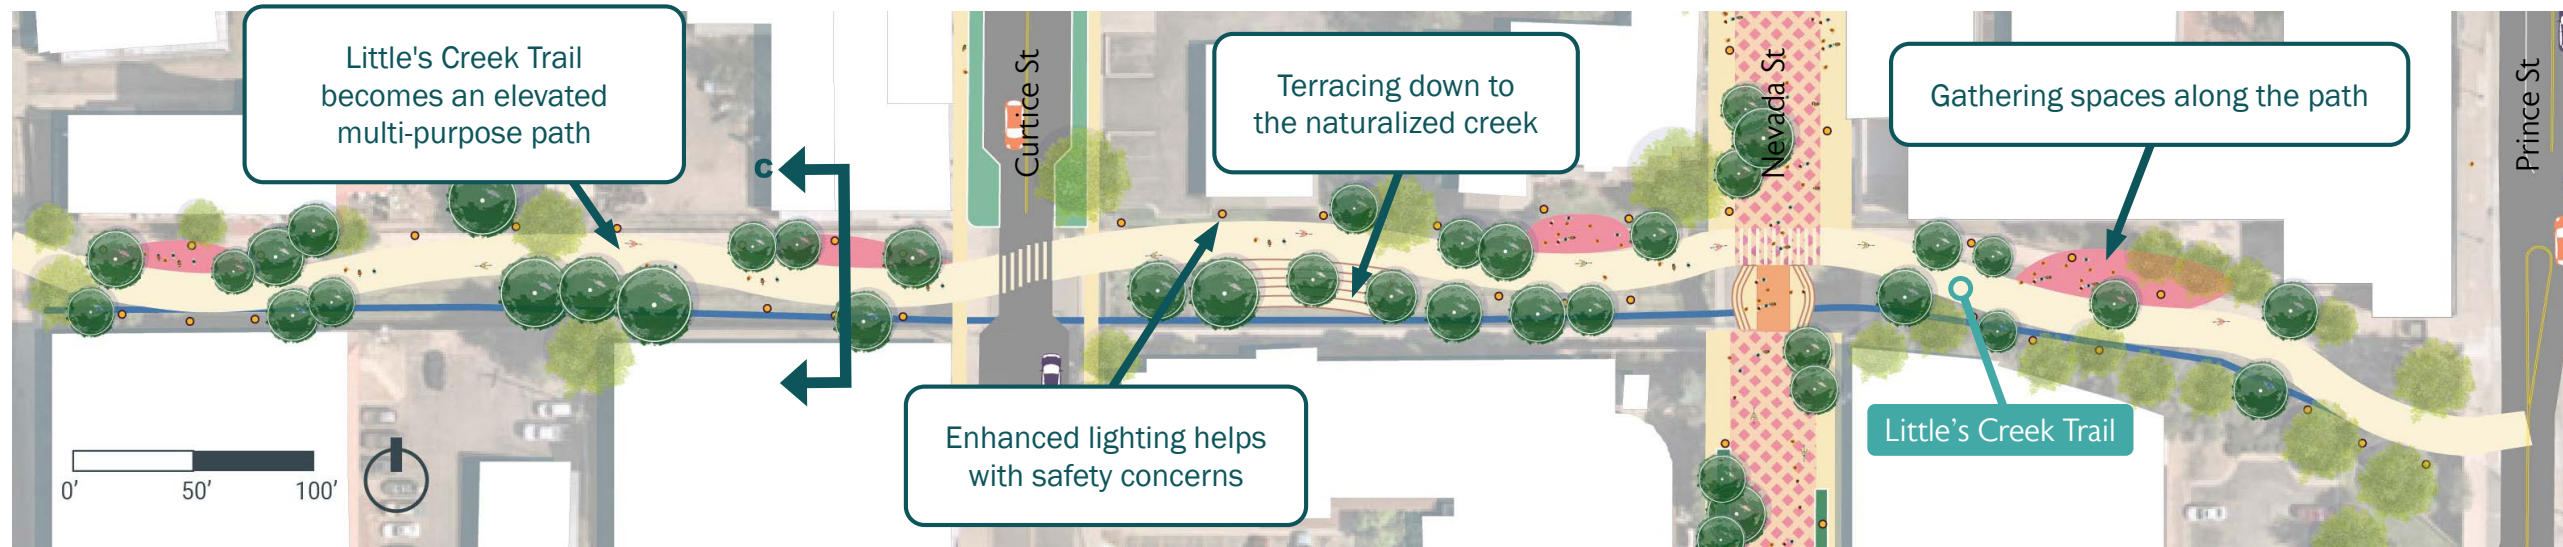 Little's Creek Trail
becomes an elevated
multi-purpose path
C
Curtice St
Terracing down to
the naturalized creek
Nevada St
Gathering spaces along the path
Prince St
Enhanced lighting helps
with safety concerns
Little's Creek Trail
0' 50' 100'